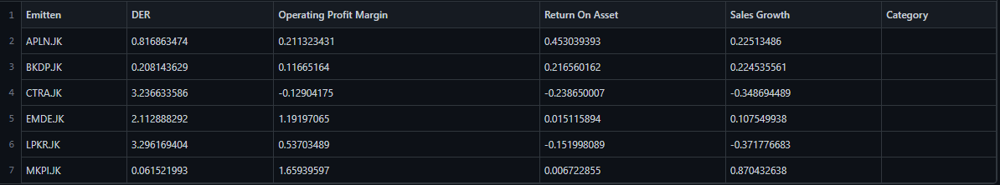 1 Emitten DER Operating Profit Margin Return On Asset Sales Growth Category
2 APLN.JK 0.816863474 0.211323431 0.453039393 0.22513486
3 BKDP.JK 0.208143629 0.11665164 0.216560162 0.224535561
4 CTRA.JK 3.236633586 -0.12904175 -0.238650007 -0.348694489
5 EMDE.JK 2.112888292 1.19197065 0.015115894 0.107549938
6 LPKR.JK 3.296169404 0.53703489 -0.151998089 -0.371776683
7 MKPI.JK 0.061521993 1.65939597 0.006722855 0.870432638